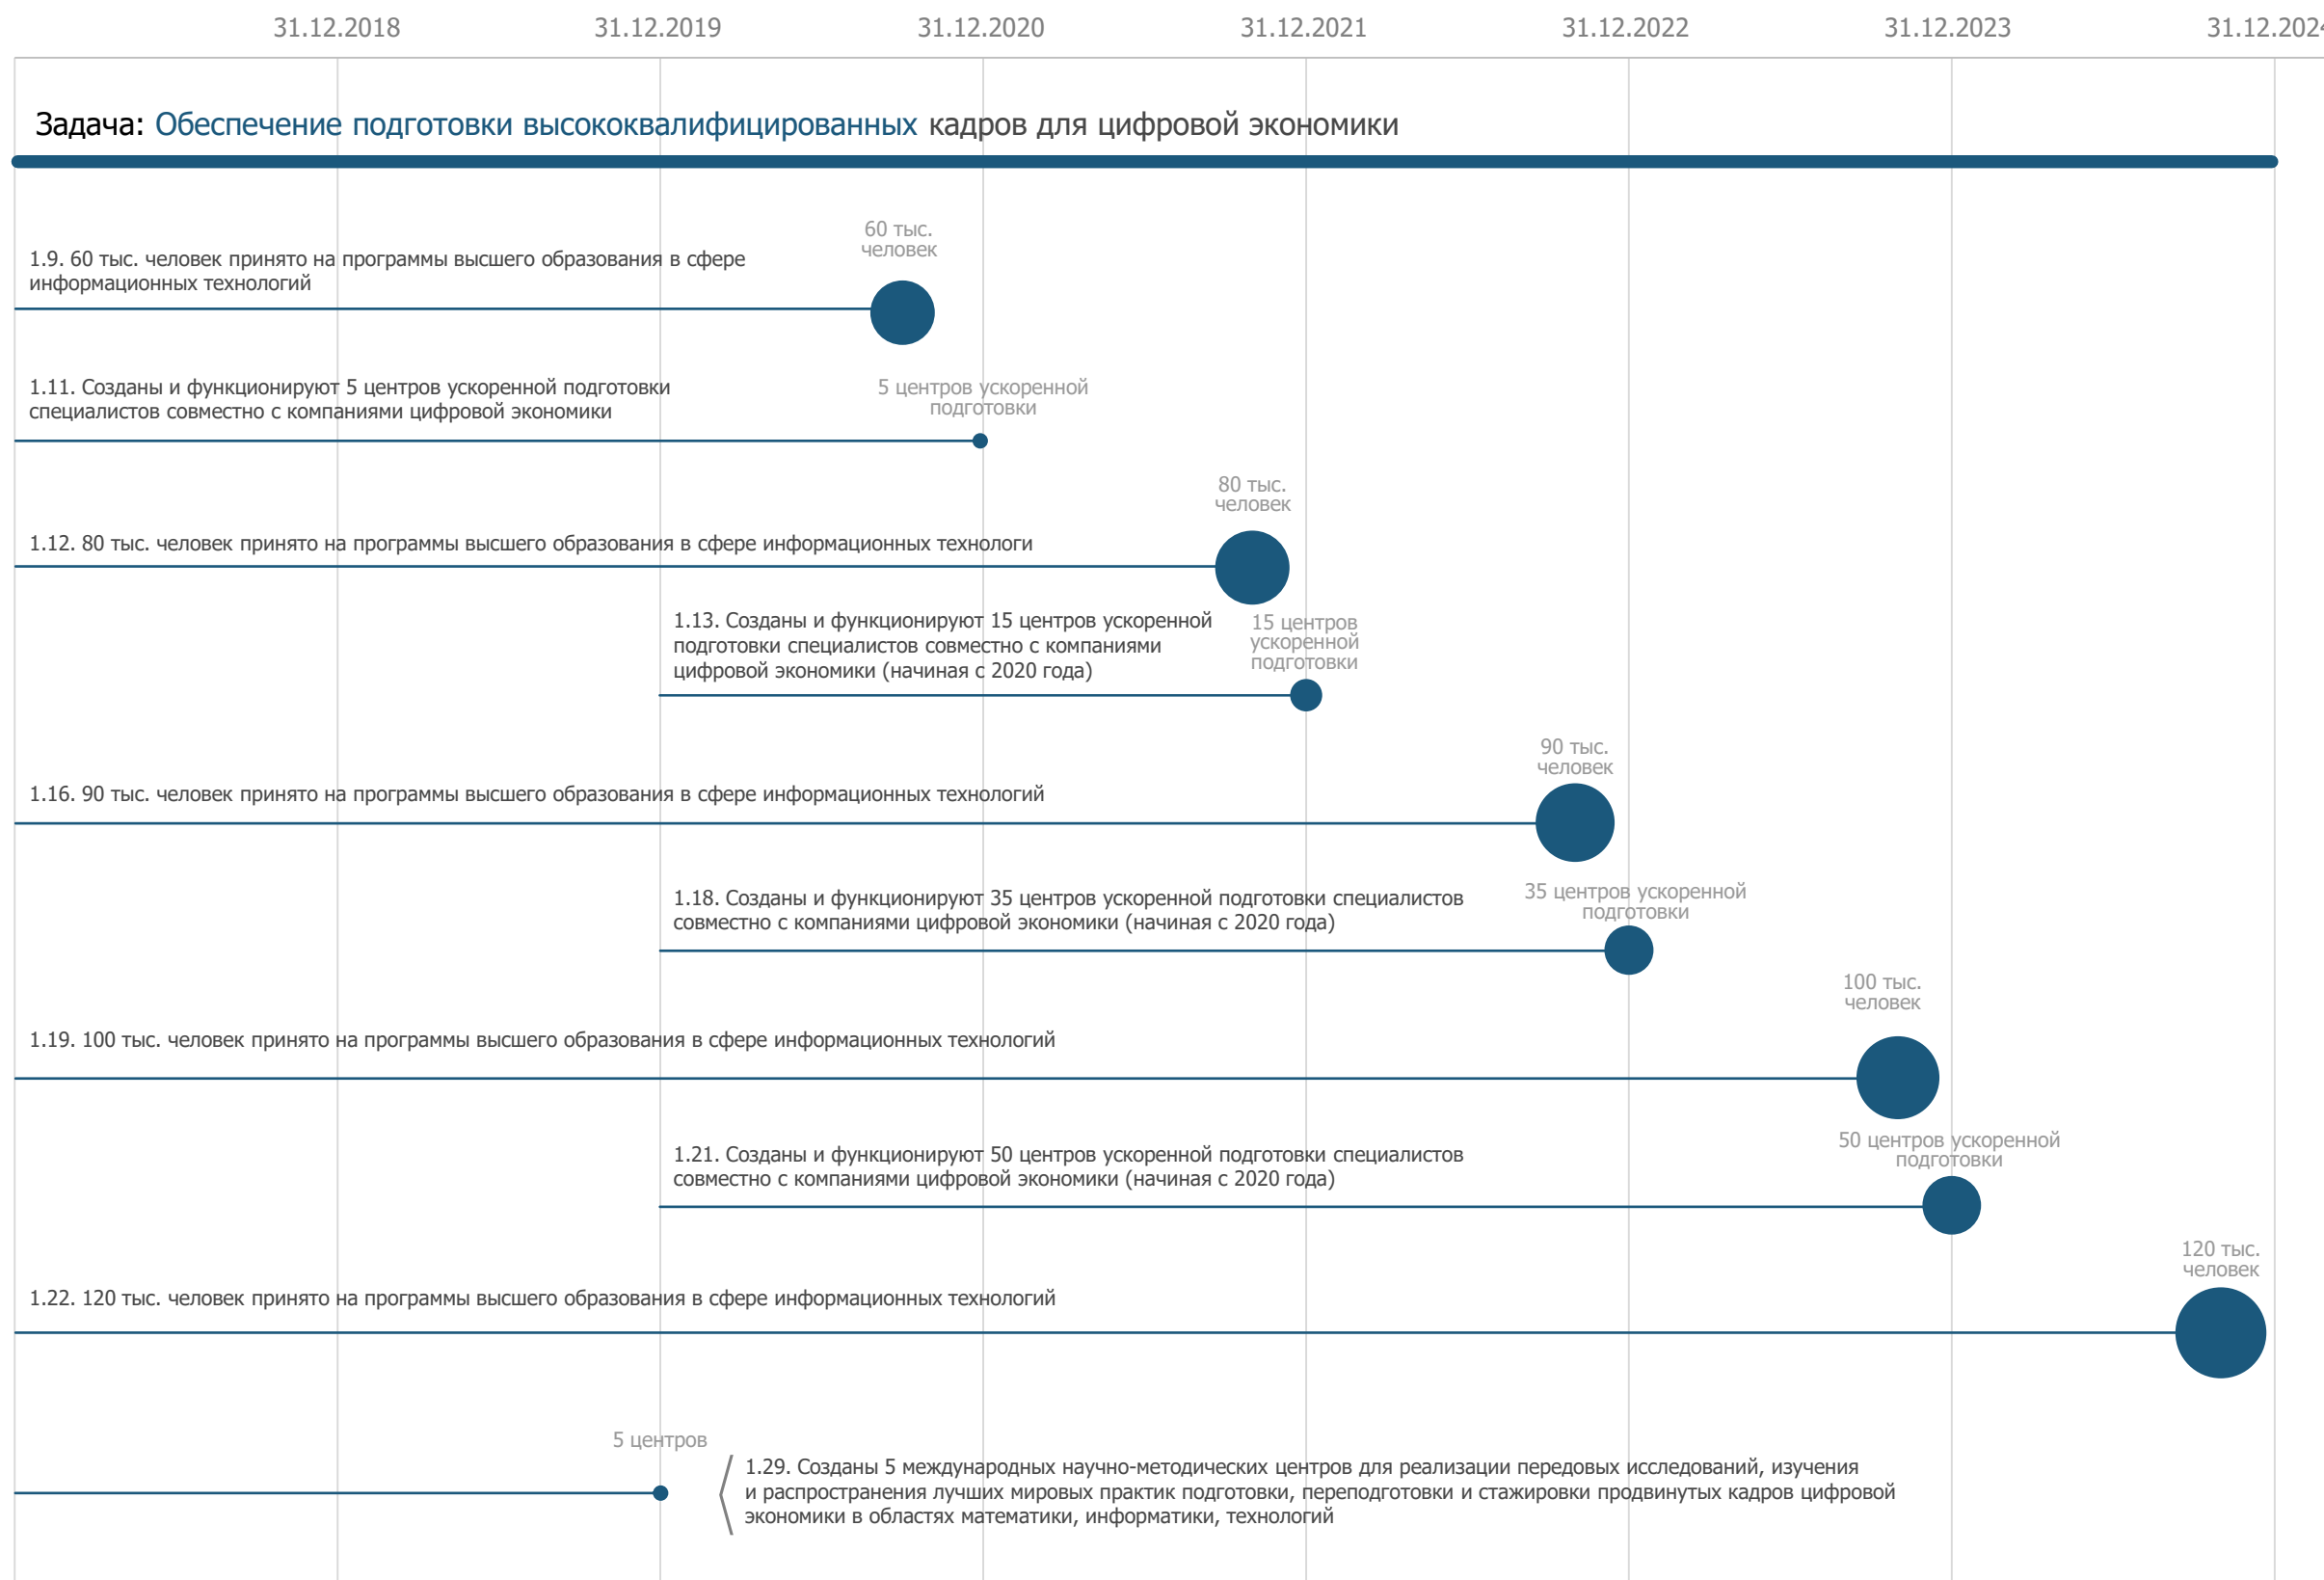 31.12.2018 31.12.2019 31.12.2020 31.12.2021 31.12.2022 31.12.2023 31.12.2024
Задача: Обеспечение подготовки высококвалифицированных кадров для цифровой экономики
60 тыс.
человек
1.9. 60 тыс. человек принято на программы высшего образования в сфере
информационных технологий
1.11. Созданы и функционируют 5 центров ускоренной подготовки
специалистов совместно с компаниями цифровой экономики
5 центров ускоренной
подготовки
80 тыс.
человек
1.12. 80 тыс. человек принято на программы высшего образования в сфере информационных технологи
1.13. Созданы и функционируют 15 центров ускоренной
подготовки специалистов совместно с компаниями
цифровой экономики (начиная с 2020 года)
15 центров
ускоренной
подготовки
90 тыс.
человек
1.16. 90 тыс. человек принято на программы высшего образования в сфере информационных технологий
1.18. Созданы и функционируют 35 центров ускоренной подготовки специалистов
совместно с компаниями цифровой экономики (начиная с 2020 года)
35 центров ускоренной
подготовки
100 тыс.
человек
1.19. 100 тыс. человек принято на программы высшего образования в сфере информационных технологий
1.21. Созданы и функционируют 50 центров ускоренной подготовки специалистов
совместно с компаниями цифровой экономики (начиная с 2020 года)
50 центров ускоренной
подготовки
120 тыс.
человек
1.22. 120 тыс. человек принято на программы высшего образования в сфере информационных технологий
5 центров
1.29. Созданы 5 международных научно-методических центров для реализации передовых исследований, изучения
и распространения лучших мировых практик подготовки, переподготовки и стажировки продвинутых кадров цифровой
экономики в областях математики, информатики, технологий